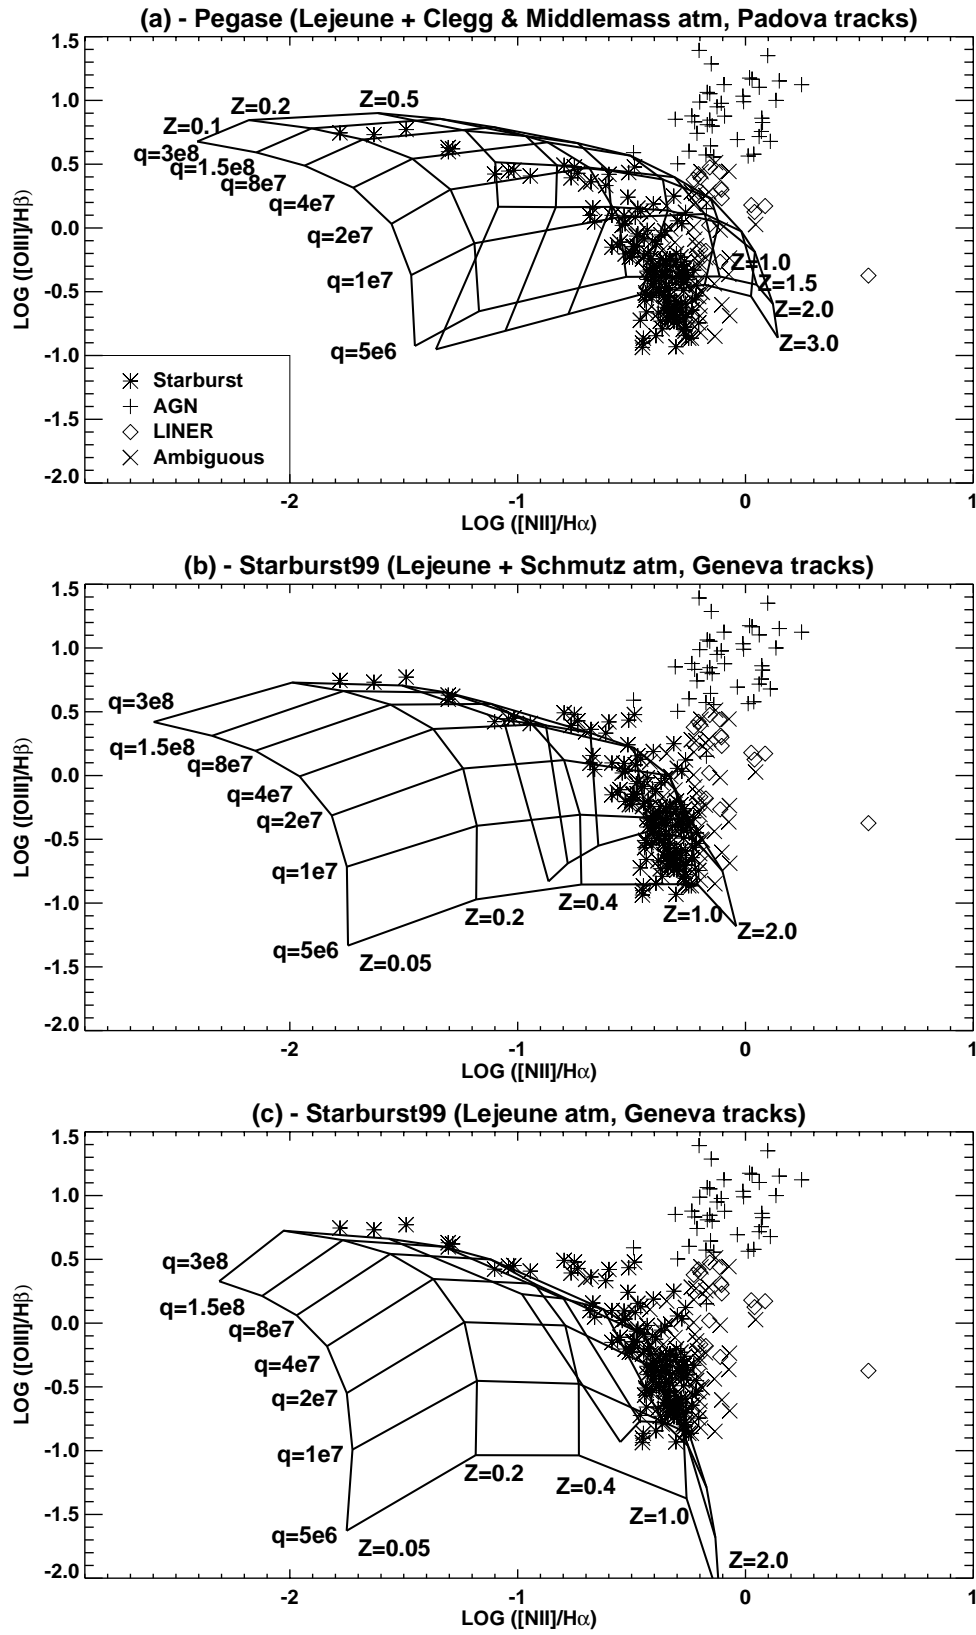 (a) - Pegase (Lejeune + Clegg & Middlemass atm, Padova tracks)
1.5
1.0
0.5
0.0
-0.5
-1.0
-1.5
-2.0
LOG ([OIII]/Hβ)
Z=0.1
Z=0.2
Z=0.5
q=3e8
q=1.5e8
q=8e7
q=4e7
q=2e7
q=1e7
q=5e6
Z=1.0
Z=1.5
Z=2.0
Z=3.0
Starburst
AGN
LINER
Ambiguous
-2
-1
0
1
LOG ([NII]/Hα)
(b) - Starburst99 (Lejeune + Schmutz atm, Geneva tracks)
1.5
1.0
0.5
0.0
-0.5
-1.0
-1.5
-2.0
LOG ([OIII]/Hβ)
q=3e8
q=1.5e8
q=8e7
q=4e7
q=2e7
q=1e7
q=5e6
Z=0.05
Z=0.2
Z=0.4
Z=1.0
Z=2.0
-2
-1
0
1
LOG ([NII]/Hα)
(c) - Starburst99 (Lejeune atm, Geneva tracks)
1.5
1.0
0.5
0.0
-0.5
-1.0
-1.5
-2.0
LOG ([OIII]/Hβ)
q=3e8
q=1.5e8
q=8e7
q=4e7
q=2e7
q=1e7
q=5e6
Z=0.05
Z=0.2
Z=0.4
Z=1.0
Z=2.0
-2
-1
0
1
LOG ([NII]/Hα)